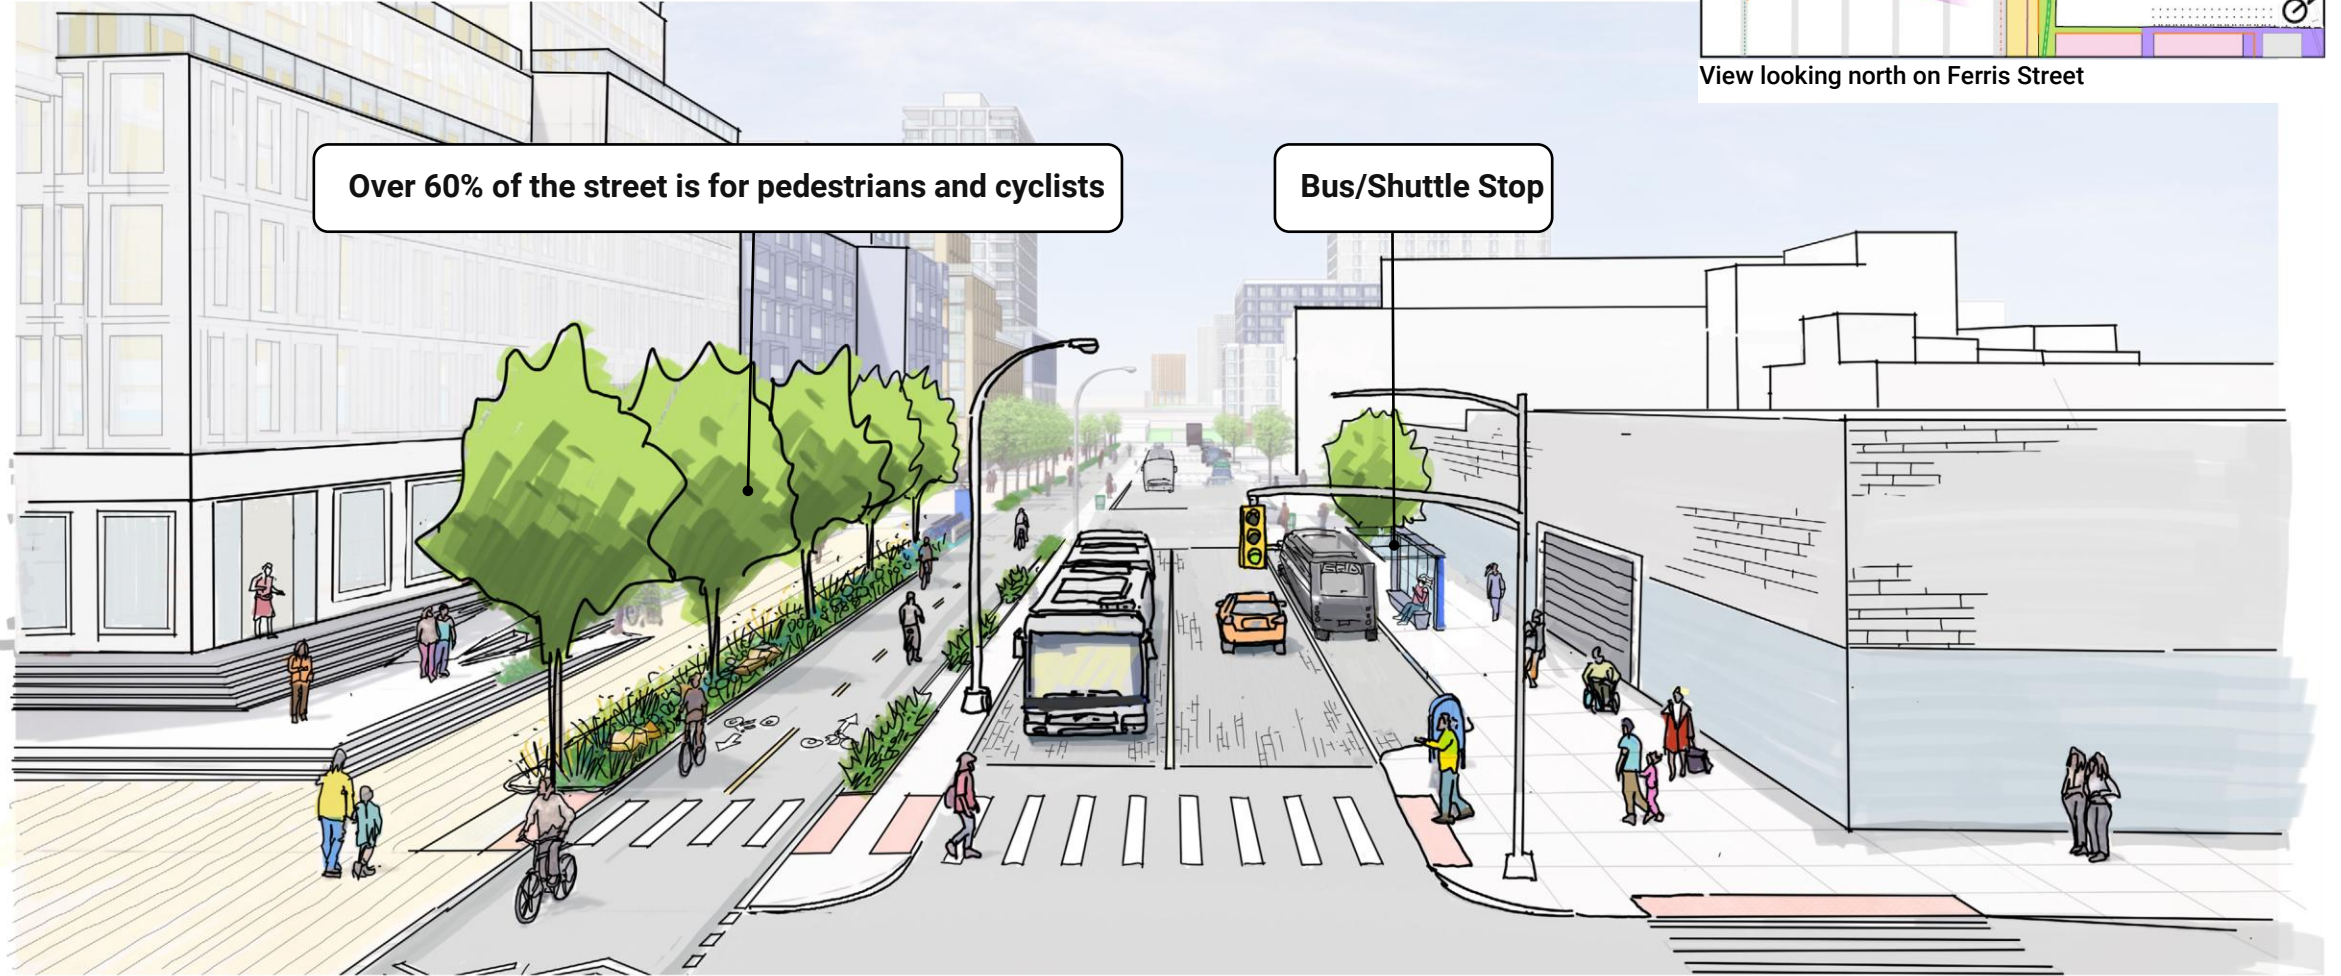 View looking north on Ferris Street
Over 60% of the street is for pedestrians and cyclists
Bus/Shuttle Stop